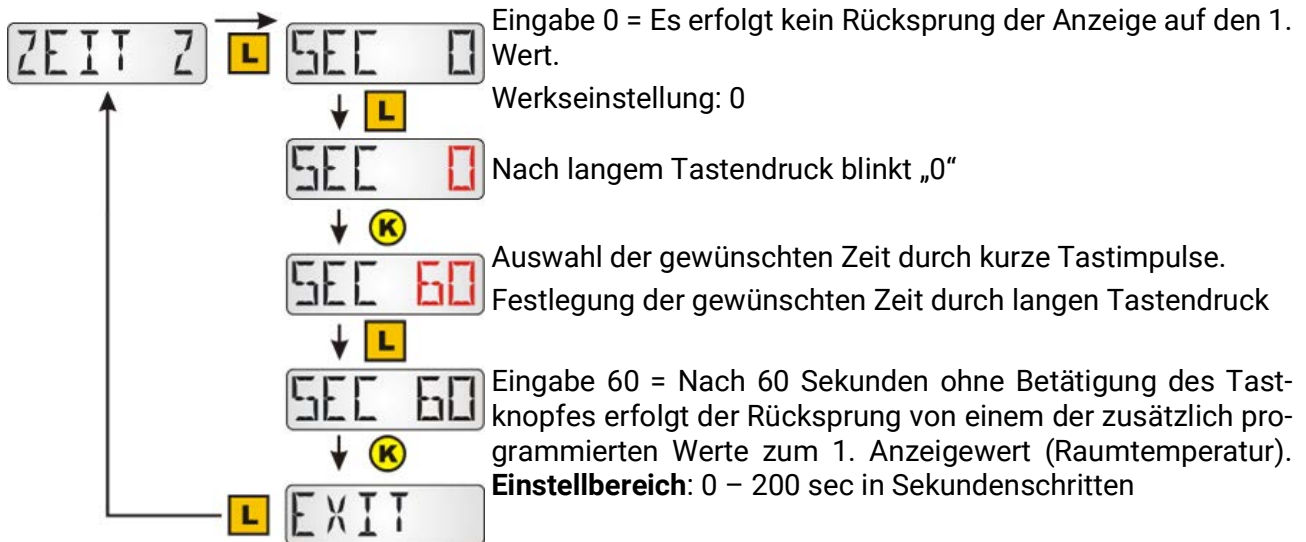 ZEIT 2
L
SEC 0
Eingabe 0 = Es erfolgt kein Rücksprung der Anzeige auf den 1.
Wert.
Werkseinstellung: 0
L
SEC 0
Nach langem Tastendruck blinkt „0“
K
SEC 60
Auswahl der gewünschten Zeit durch kurze Tastimpulse.
Festlegung der gewünschten Zeit durch langen Tastendruck
L
SEC 60
Eingabe 60 = Nach 60 Sekunden ohne Betätigung des Tast-
knopfes erfolgt der Rücksprung von einem der zusätzlich pro-
grammierten Werte zum 1. Anzeigewert (Raumtemperatur).
Einstellbereich: 0 – 200 sec in Sekundenschritten
K
L
EXIT